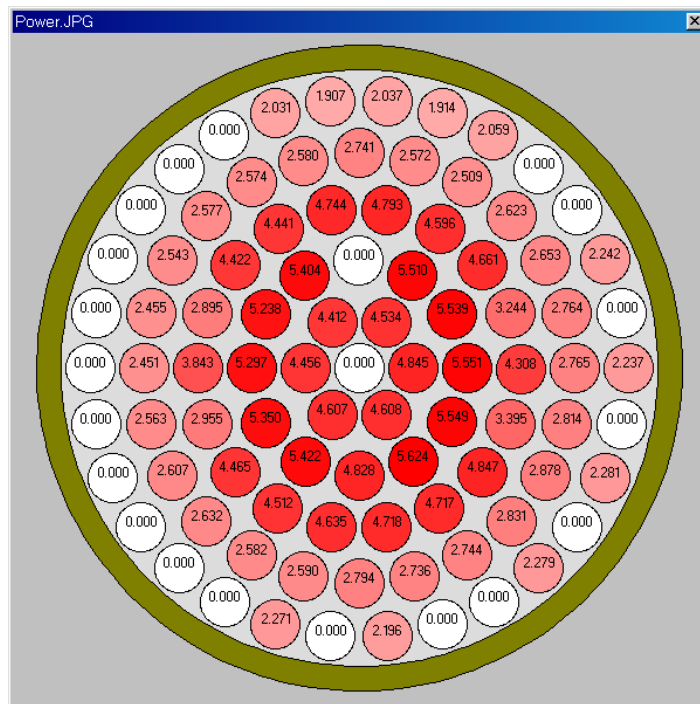 Power.JPG
2.031 1.907 2.037 1.914
0.000 2.059
2.580 2.741 2.572
0.000 2.574 2.509 0.000
0.000 2.577 4.441 4.744 4.793 4.596 2.623 0.000
0.000 2.543 4.422 5.404 0.000 5.510 4.661 2.653 2.242
0.000 2.455 2.895 5.238 4.412 4.534 5.539 3.244 2.764 0.000
0.000 2.451 3.843 5.297 4.456 0.000 4.845 5.551 4.308 2.765 2.237
0.000 2.563 2.955 5.350 4.607 4.608 5.549 3.395 2.814 0.000
0.000 2.607 4.465 5.422 4.828 5.624 4.847 2.878 2.281
0.000 2.632 4.512 4.635 4.718 4.717 2.831 0.000
0.000 2.582 2.590 2.794 2.736 2.744 2.279
0.000 2.271 0.000 2.196 0.000 0.000